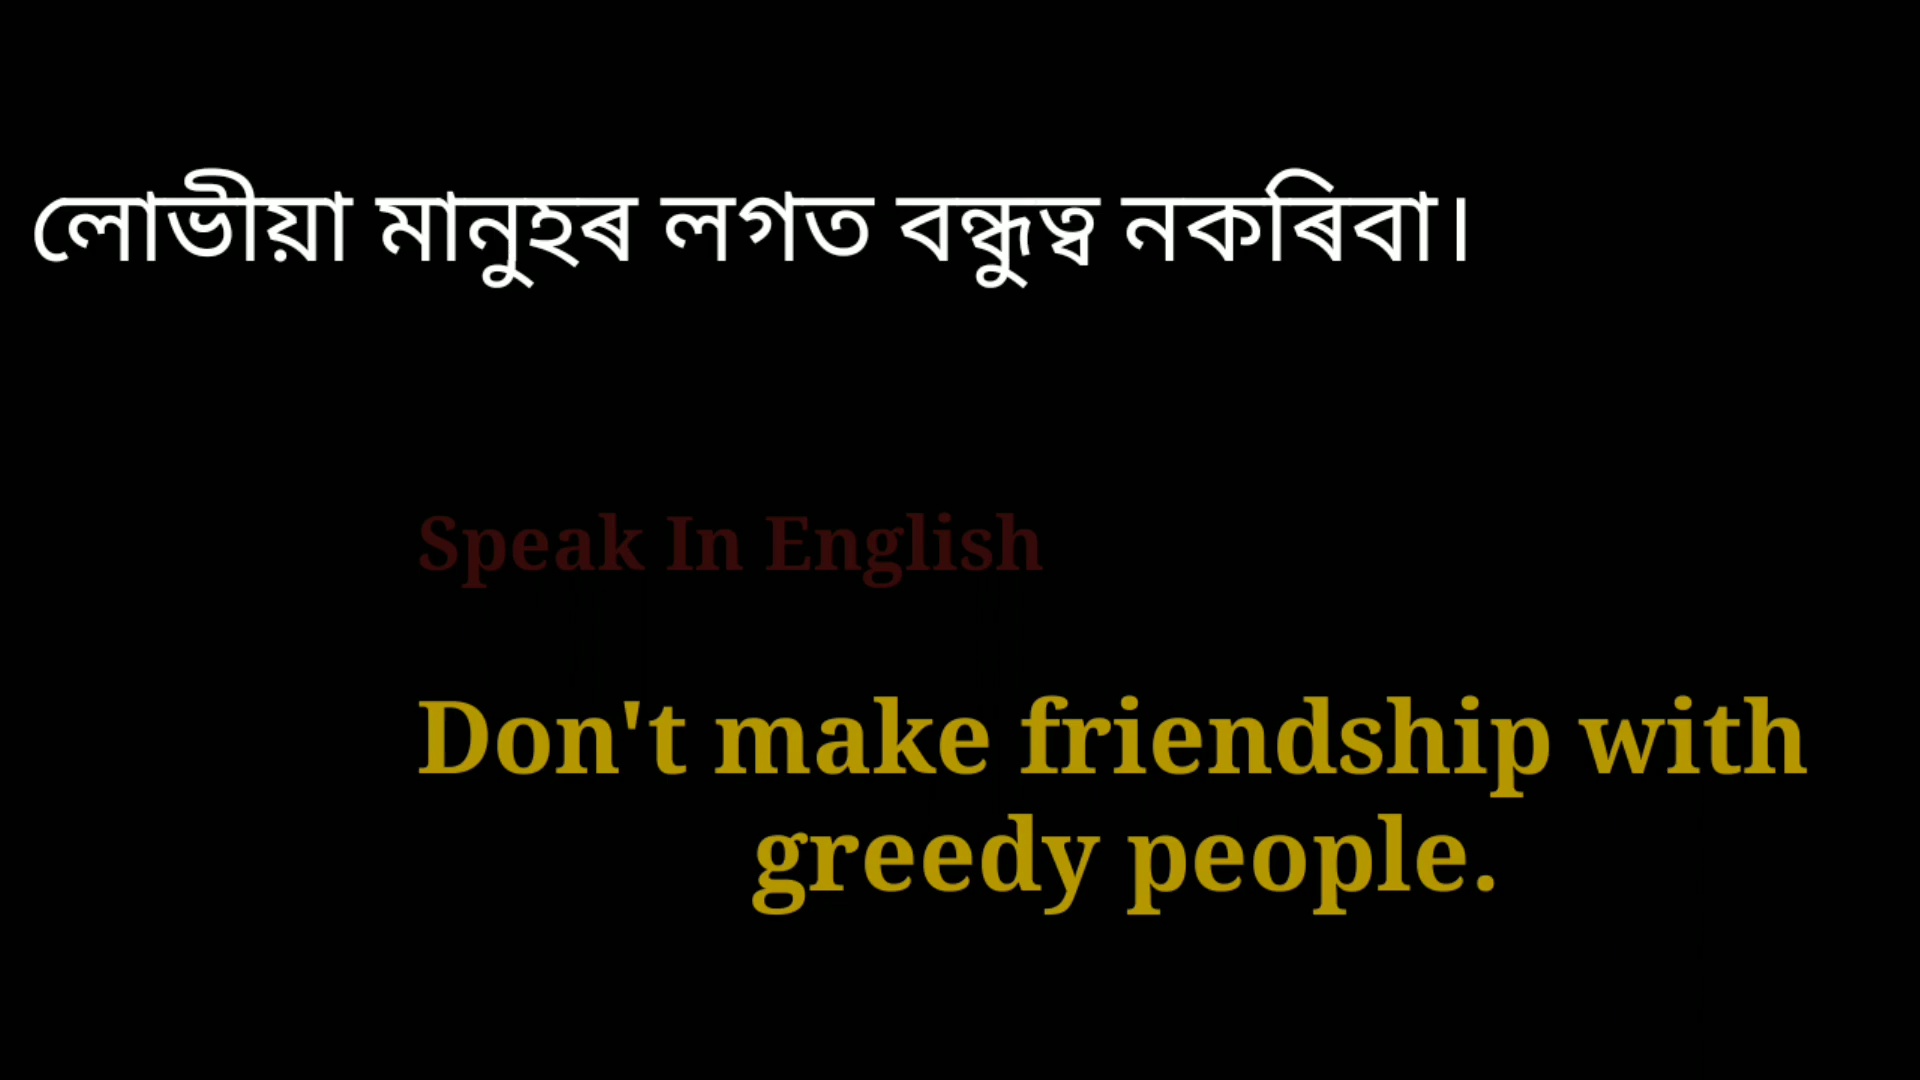 লোভীয়া মানুহৰ লগত বন্ধুত্ব নকৰিবা।
Speak In English
Don't make friendship with
greedy people.